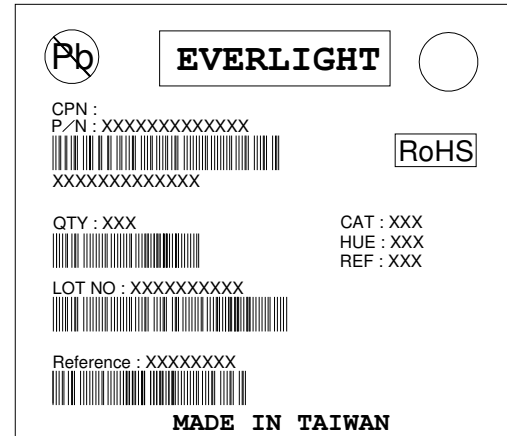 Pb
EVERLIGHT
CPN :
P/N : XXXXXXXXXXXXX
RoHS
XXXXXXXXXXXXX
QTY : XXX
CAT : XXX
HUE : XXX
REF : XXX
LOT NO : XXXXXXXXXX
Reference : XXXXXXXX
MADE IN TAIWAN